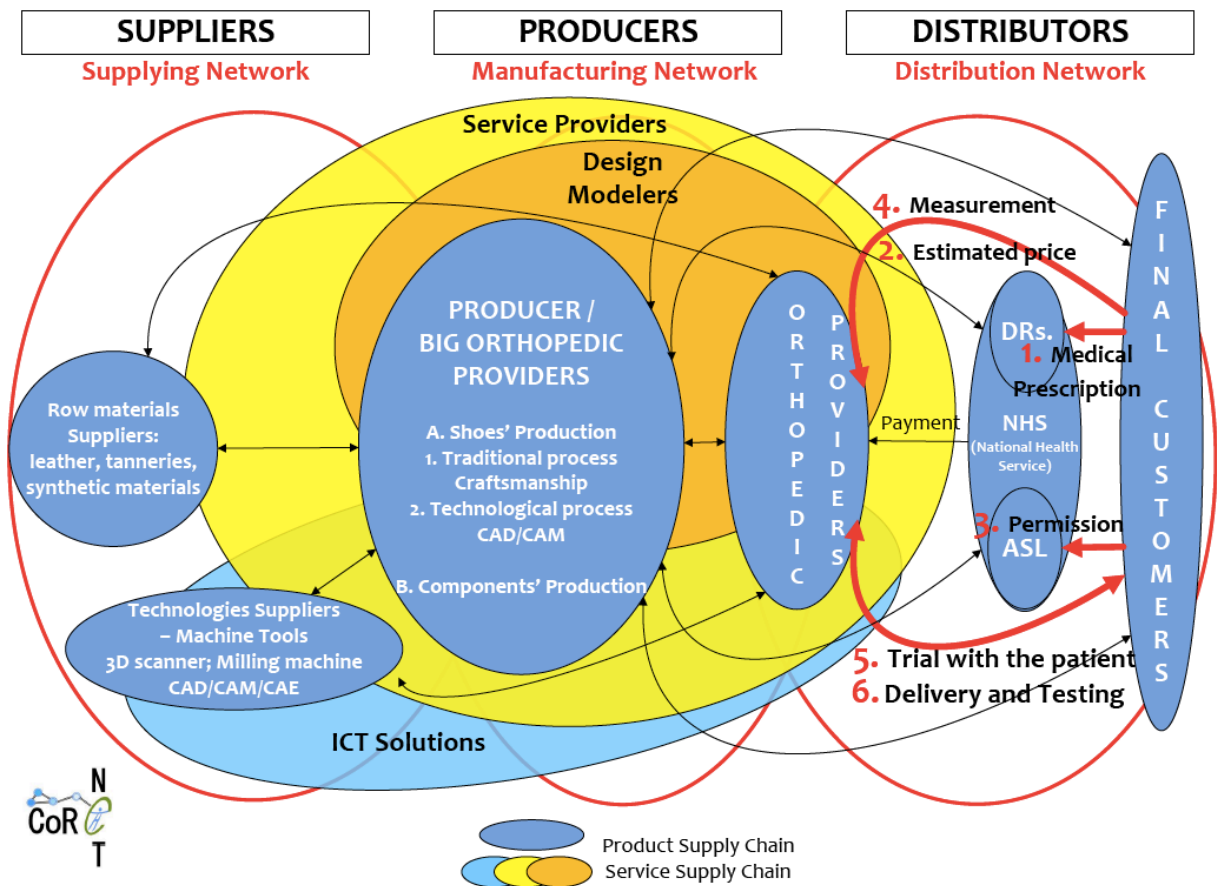 SUPPLIERS
PRODUCERS
DISTRIBUTORS
Supplying Network
Manufacturing Network
Distribution Network
Service Providers
Design
Modelers
4. Measurement
2. Estimated price
PRODUCER /
BIG ORTHOPEDIC
PROVIDERS
A. Shoes' Production
1. Traditional process
Craftsmanship
2. Technological process
CAD/CAM
B. Components' Production
ORTHOPEDIC
PROVIDERS
DRs.
1. Medical
Prescription
Payment
NHS
(National Health
Service)
3. Permission
ASL
FINAL CUSTOMERS
Row materials
Suppliers:
leather, tanneries,
synthetic materials
Technologies Suppliers
– Machine Tools
3D scanner; Milling machine
CAD/CAM/CAE
5. Trial with the patient
6. Delivery and Testing
ICT Solutions
CoRNeT
Product Supply Chain
Service Supply Chain